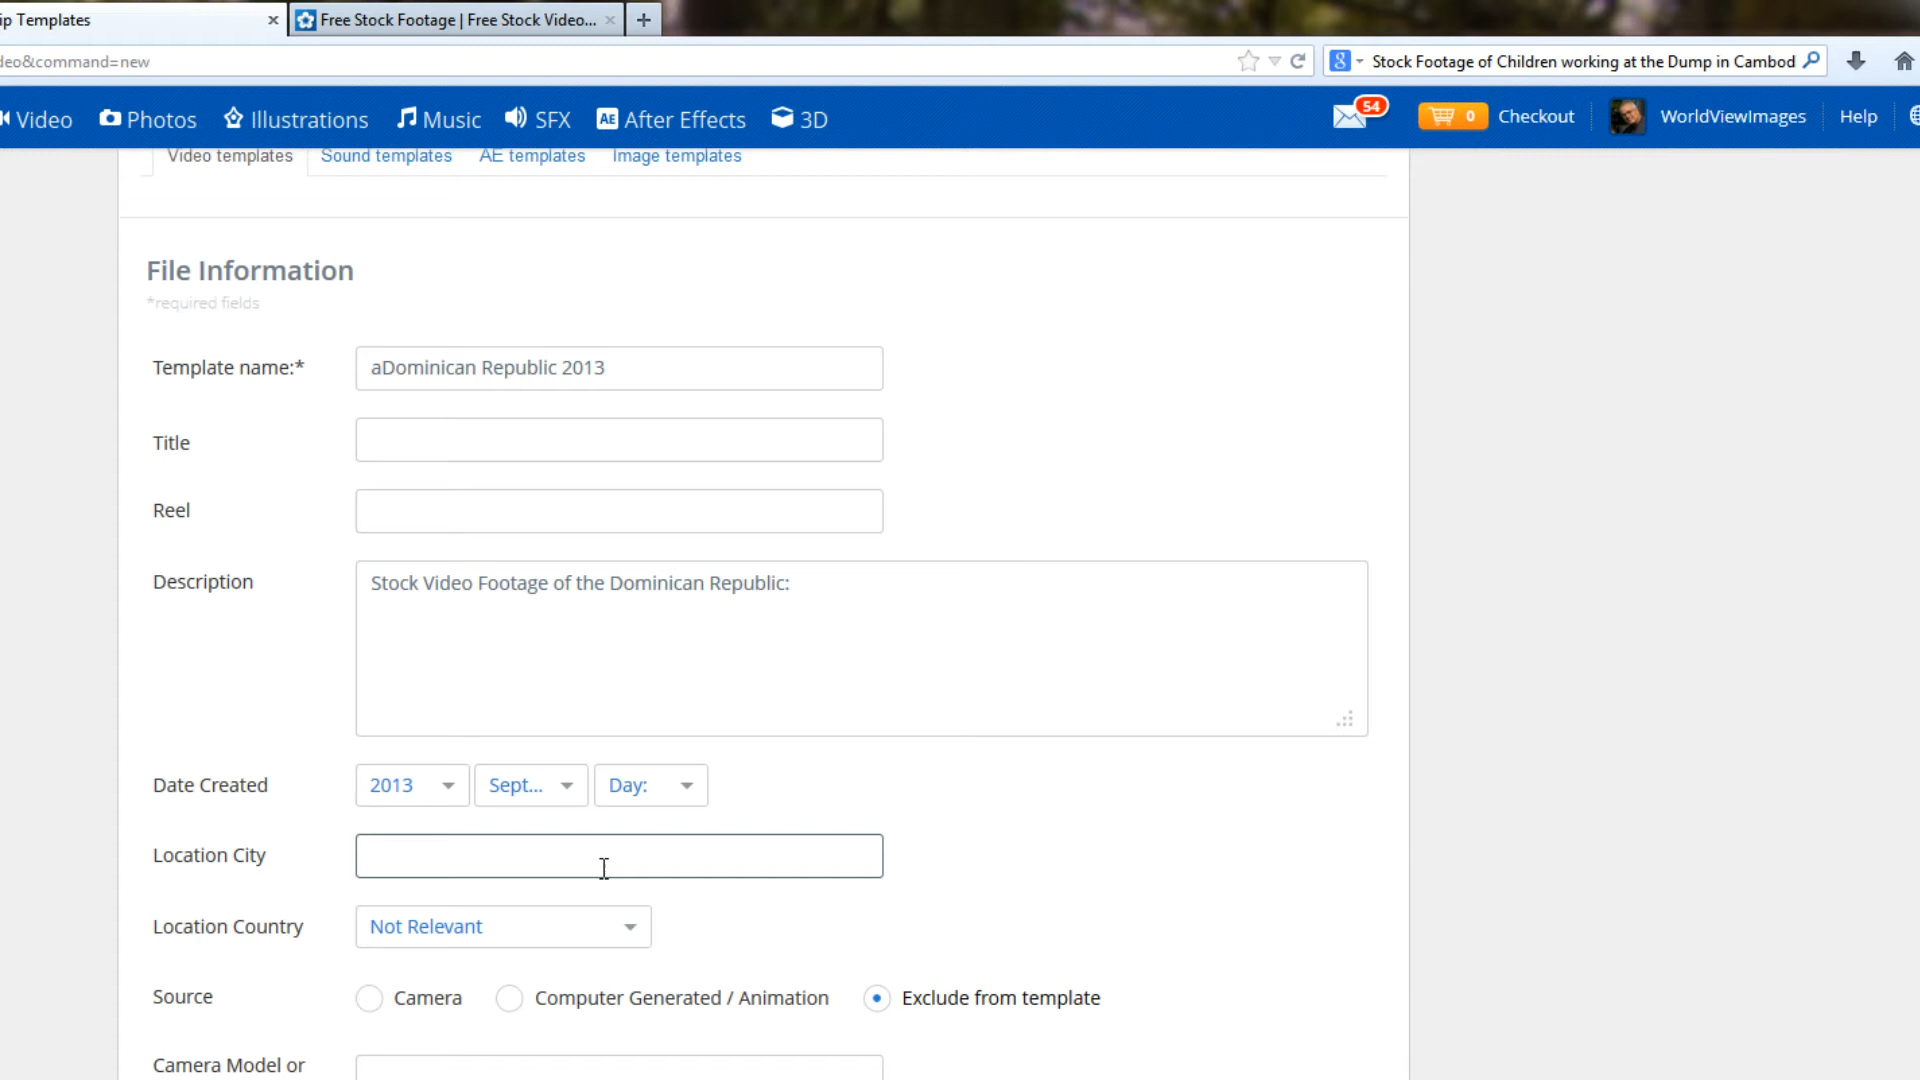 ip Templates
Free Stock Footage | Free Stock Video...
deo&command=new
Stock Footage of Children working at the Dump in Cambod
Video Photos Illustrations Music SFX AE After Effects 3D
54 0 Checkout WorldViewImages Help
Video templates Sound templates AE templates Image templates
File Information
*required fields
Template name:* aDominican Republic 2013
Title
Reel
Description Stock Video Footage of the Dominican Republic:
Date Created 2013 Sept... Day:
Location City
Location Country Not Relevant
Source Camera Computer Generated / Animation Exclude from template
Camera Model or